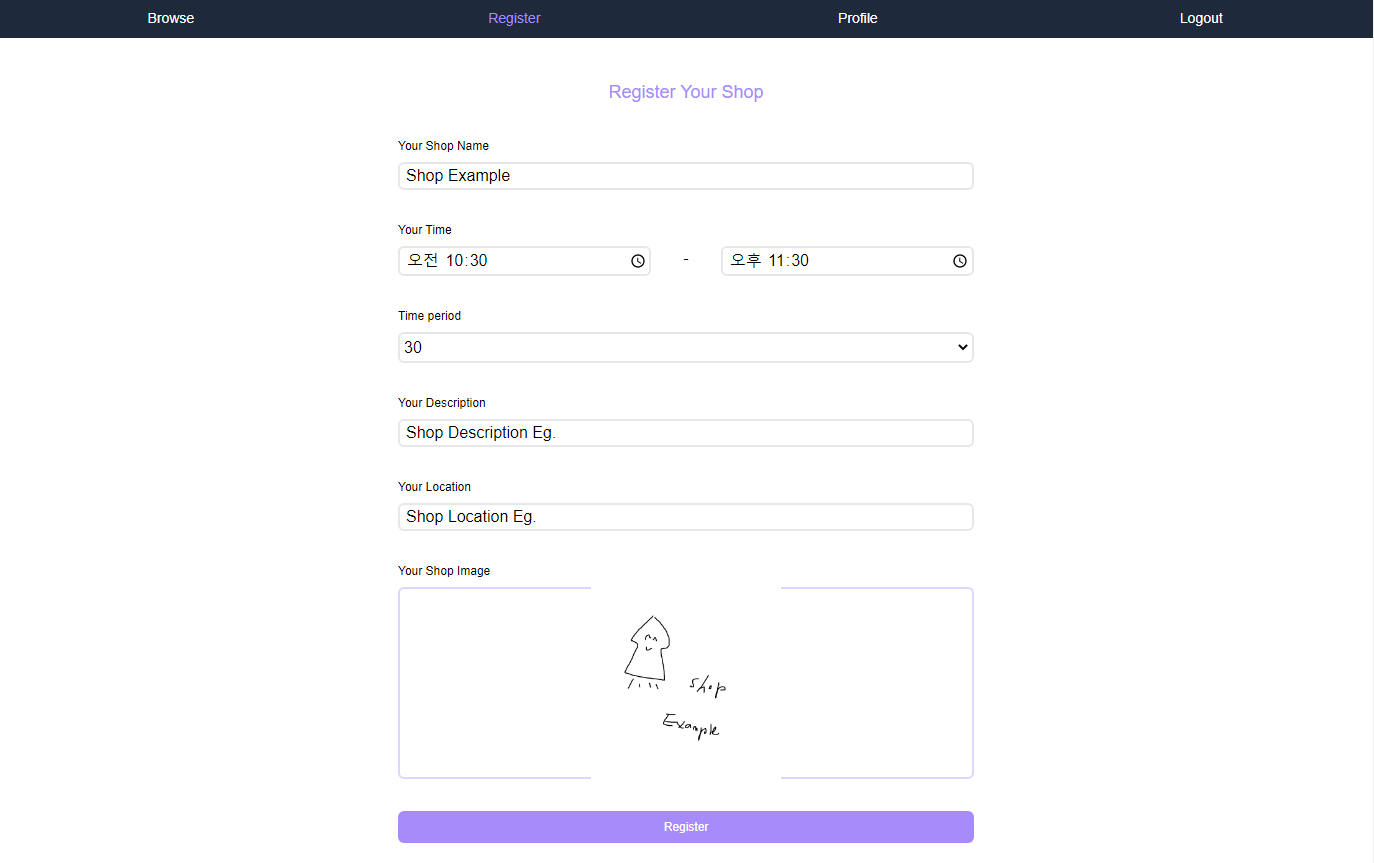 Browse Register Profile Logout
Register Your Shop
Your Shop Name
Shop Example
Your Time
오전 10:30 - 오후 11:30
Time period
30
Your Description
Shop Description Eg.
Your Location
Shop Location Eg.
Your Shop Image
Shop
Example
Register